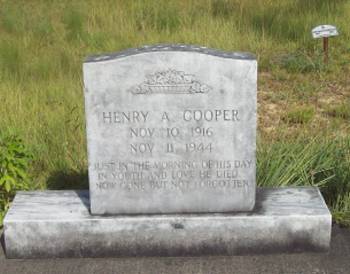 HENRY A. COOPER
NOV 10 1916
NOV 11 1944
JUST IN THE MORNING OF HIS DAY
IN YOUTH AND LOVE HE DIED.
NOW GONE BUT NOT FORGOTTEN